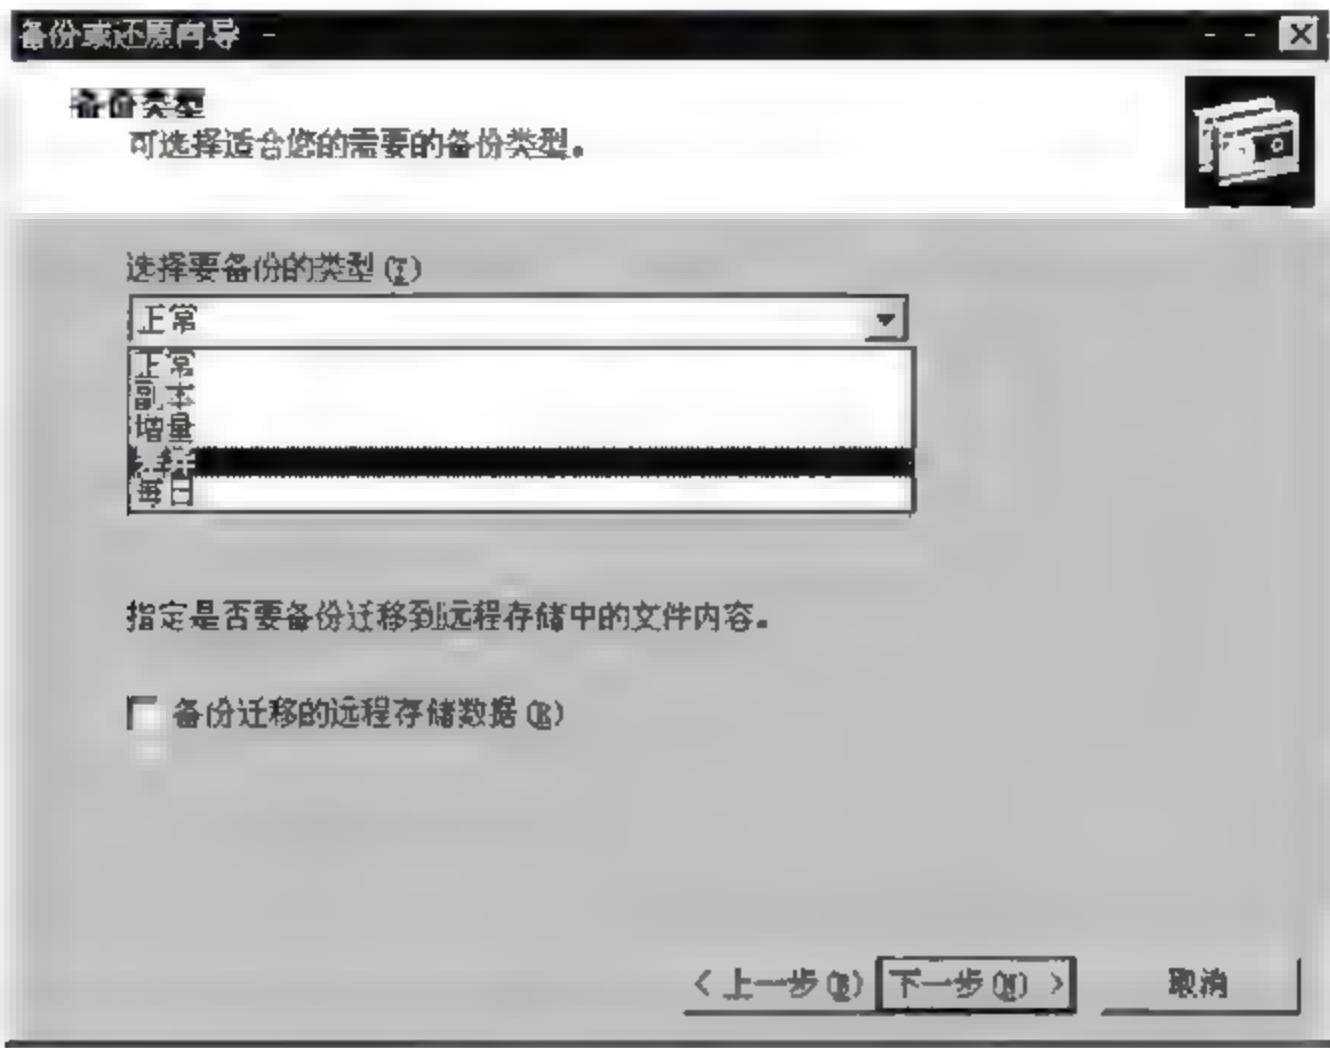 备份或还原向导
备份类型
可选择适合您的需要的备份类型。
选择要备份的类型(T)
正常
正常
副本
增量
差异
每日
指定是否要备份迁移到远程存储中的文件内容。
备份迁移的远程存储数据(R)
< 上一步(B) 下一步(N) > 取消